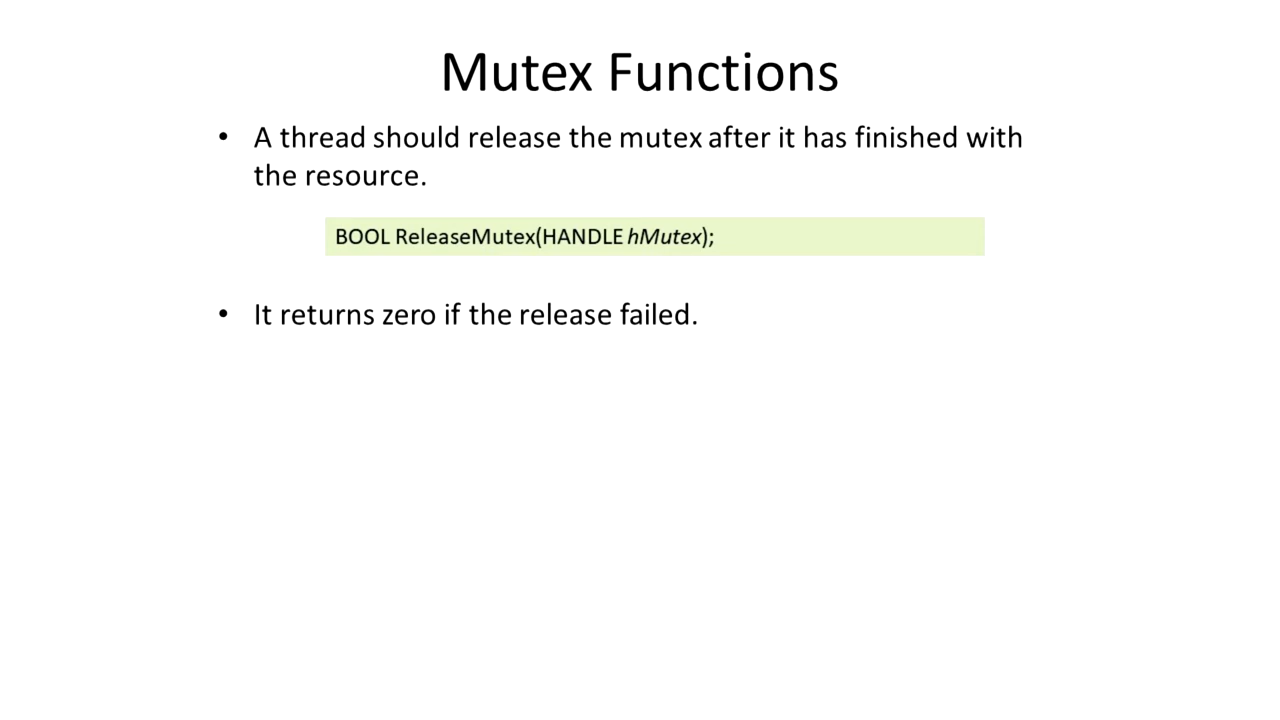 Mutex Functions
• A thread should release the mutex after it has finished with
the resource.
BOOL ReleaseMutex(HANDLE hMutex);
• It returns zero if the release failed.